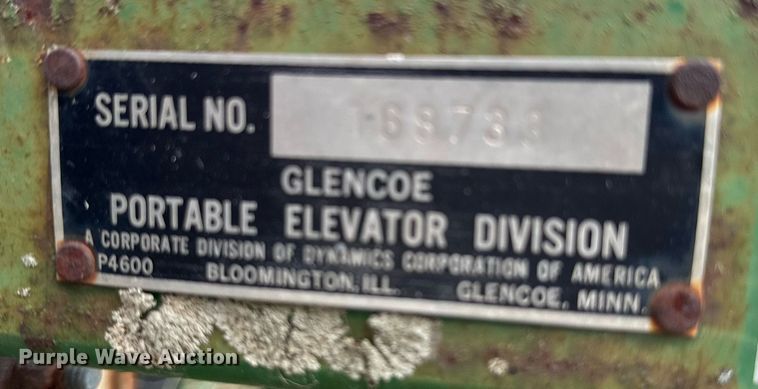 SERIAL NO. 168733
GLENCOE
PORTABLE ELEVATOR DIVISION
A CORPORATE DIVISION OF DYNAMICS CORPORATION OF AMERICA
P4600 BLOOMINGTON, ILL. GLENCOE, MINN.
Purple Wave Auction